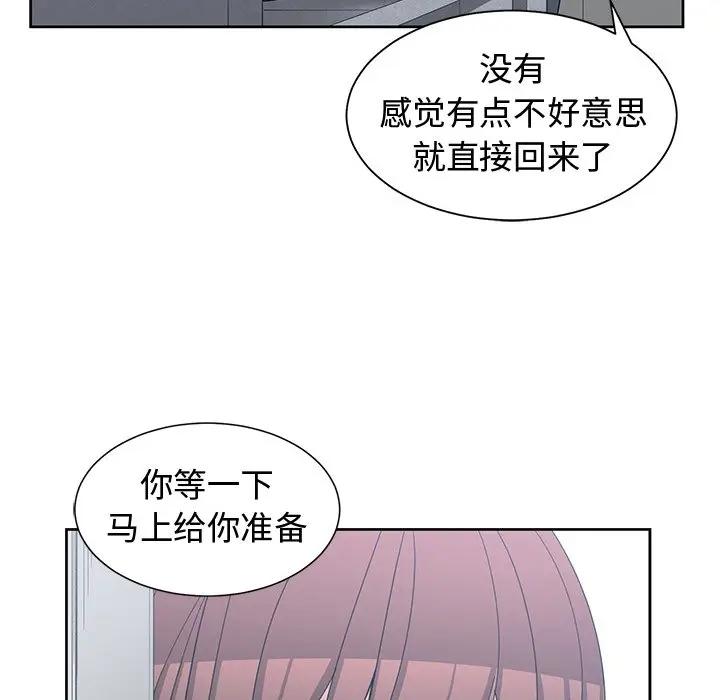 没有
感觉有点不好意思
就直接回来了
你等一下
马上给你准备